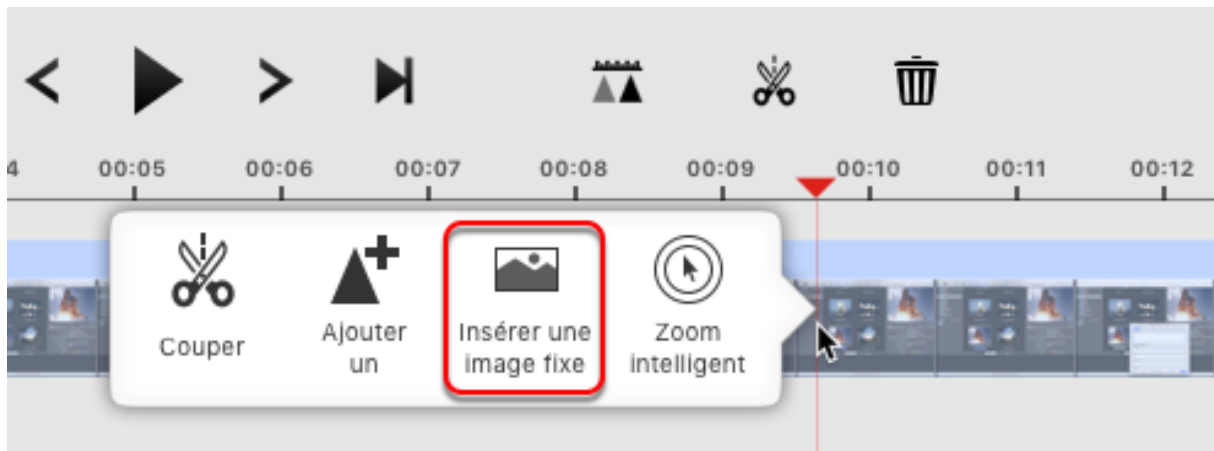 4 00:05 00:06 00:07 00:08 00:09 00:10 00:11 00:12
Couper
Ajouter
un
Insérer une
image fixe
Zoom
intelligent